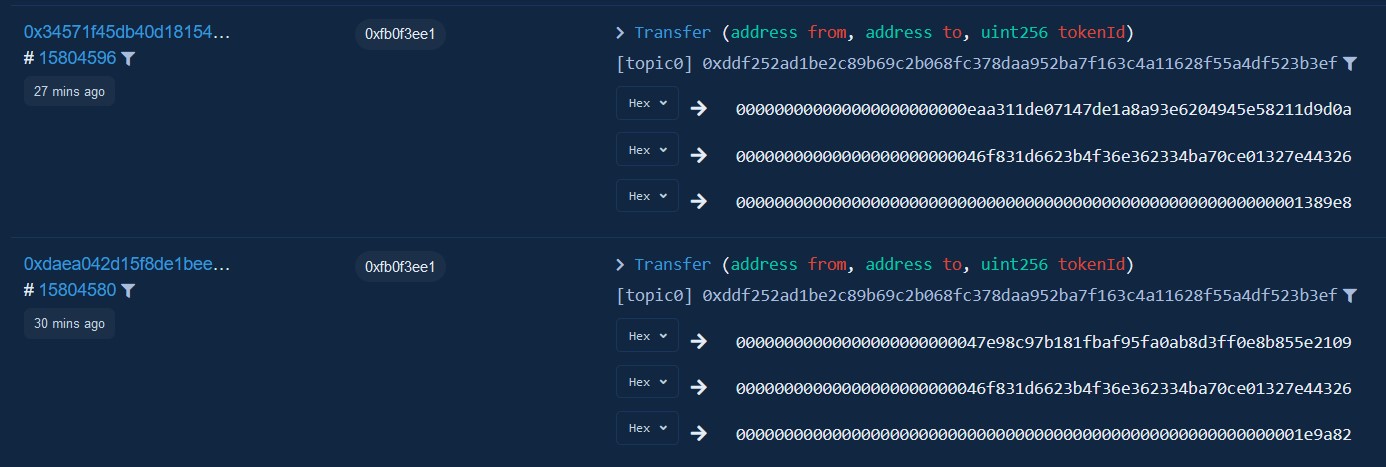 0x34571f45db40d18154...
# 15804596
27 mins ago
0xfb0f3ee1
Transfer (address from, address to, uint256 tokenId)
[topic0] 0xddf252ad1be2c89b69c2b068fc378daa952ba7f163c4a11628f55a4df523b3ef
Hex 000000000000000000000000eaa311de07147de1a8a93e6204945e58211d9d0a
Hex 00000000000000000000000046f831d6623b4f36e362334ba70ce01327e44326
Hex 00000000000000000000000000000000000000000000000000000000001389e8
0xdaea042d15f8de1bee...
# 15804580
30 mins ago
0xfb0f3ee1
Transfer (address from, address to, uint256 tokenId)
[topic0] 0xddf252ad1be2c89b69c2b068fc378daa952ba7f163c4a11628f55a4df523b3ef
Hex 00000000000000000000000047e98c97b181fbaf95fa0ab8d3ff0e8b855e2109
Hex 00000000000000000000000046f831d6623b4f36e362334ba70ce01327e44326
Hex 00000000000000000000000000000000000000000000000000000000001e9a82